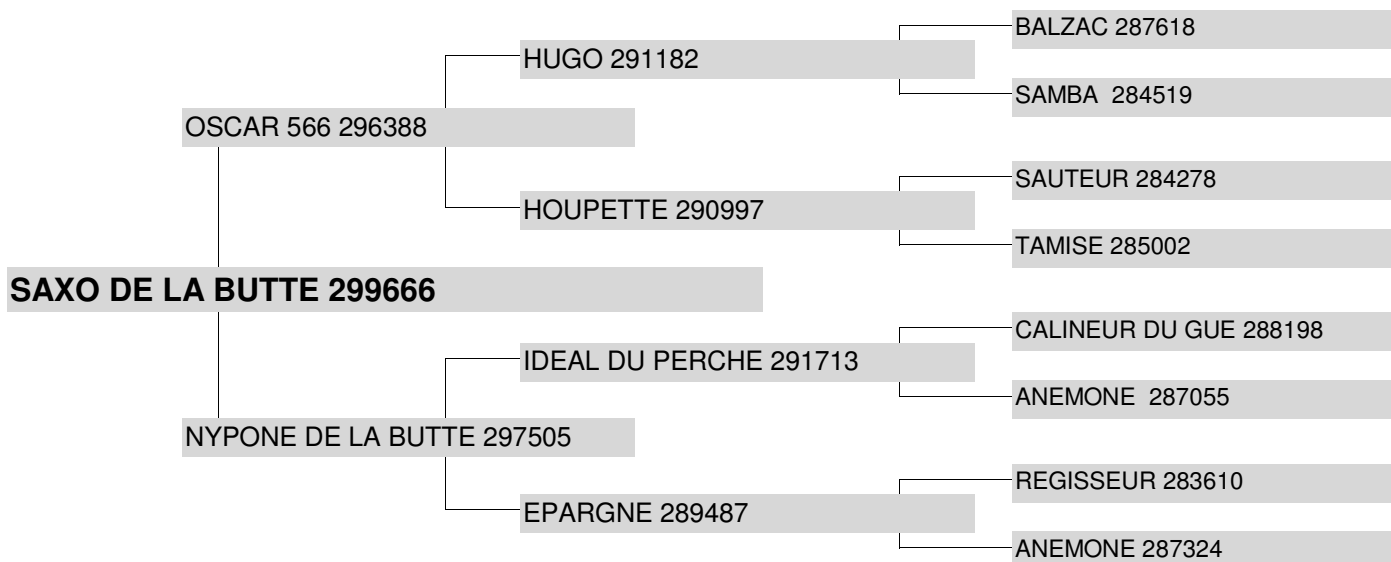 BALZAC 287618
HUGO 291182
SAMBA 284519
OSCAR 566 296388
SAUTEUR 284278
HOUPETTE 290997
TAMISE 285002
SAXO DE LA BUTTE 299666
CALINEUR DU GUE 288198
IDEAL DU PERCHE 291713
ANEMONE 287055
NYPONE DE LA BUTTE 297505
REGISSEUR 283610
EPARGNE 289487
ANEMONE 287324